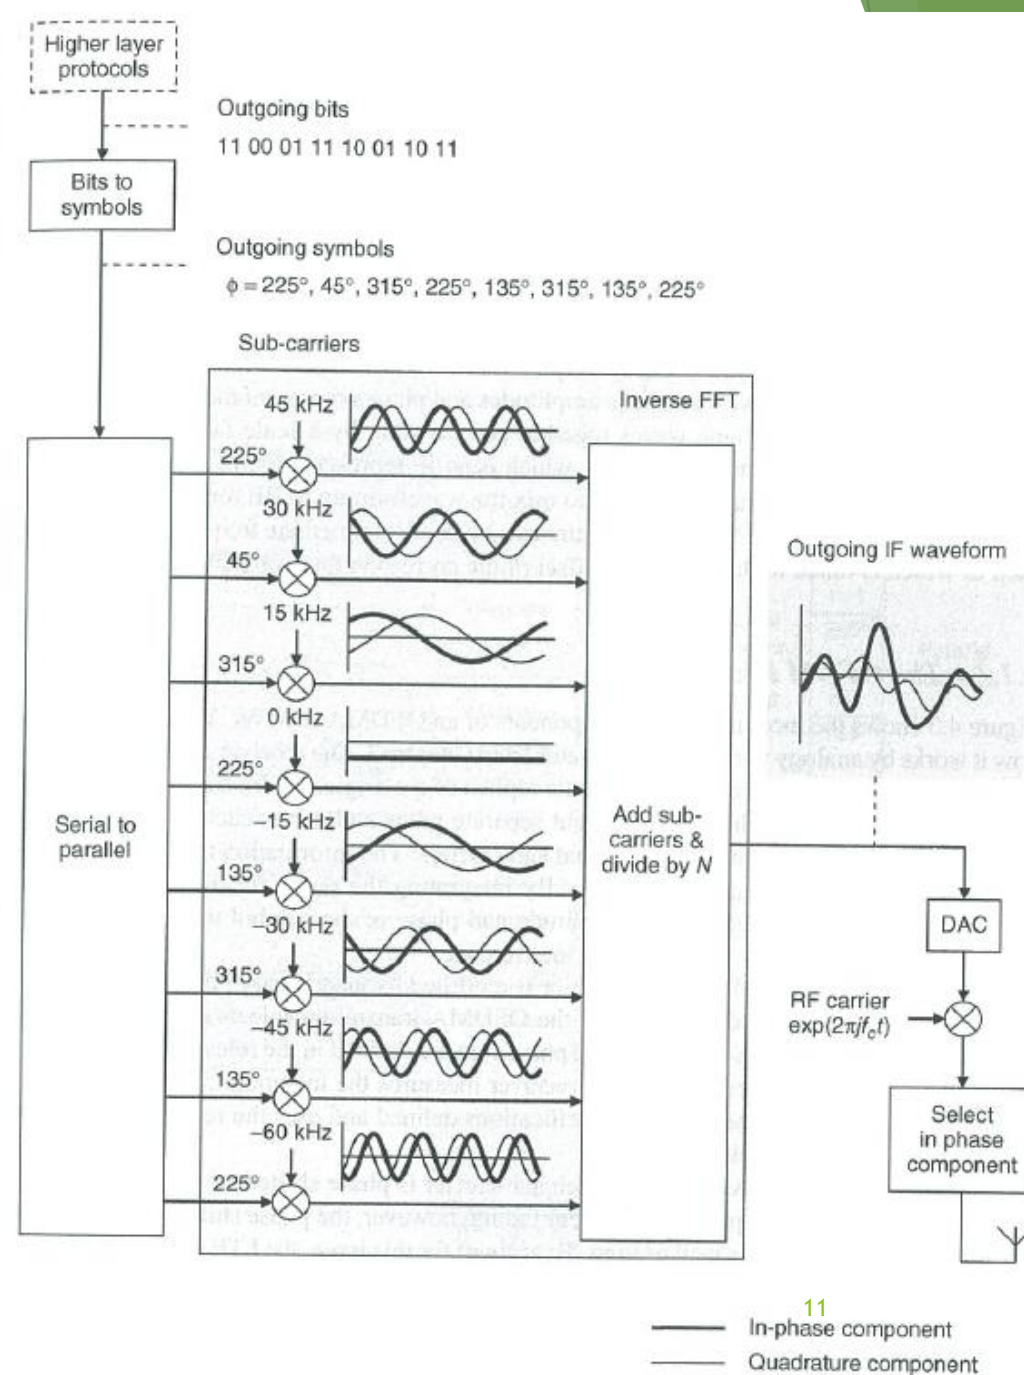 Higher layer
protocols
Outgoing bits
11 00 01 11 10 01 10 11
Bits to
symbols
Outgoing symbols
ϕ = 225°, 45°, 315°, 225°, 135°, 315°, 135°, 225°
Sub-carriers
45 kHz
Inverse FFT
225°
30 kHz
45°
15 kHz
315°
0 kHz
225°
-15 kHz
135°
-30 kHz
315°
-45 kHz
135°
-60 kHz
225°
Serial to
parallel
Add sub-
carriers &
divide by N
Outgoing IF waveform
DAC
RF carrier
exp(2πjfct)
Select
in phase
component
11
In-phase component
Quadrature component